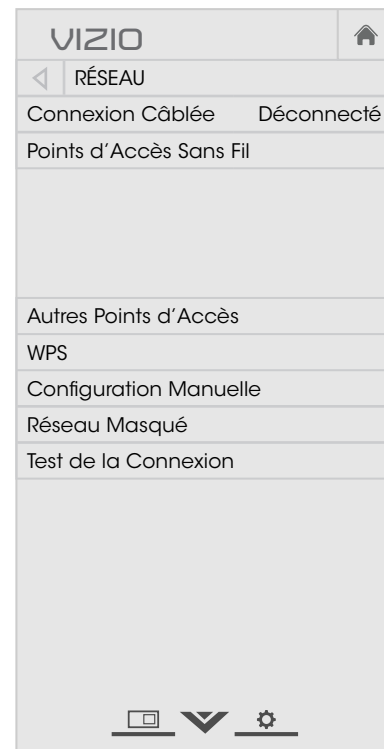 VIZIO
RÉSEAU
Connexion Câblée Déconnecté
Points d’Accès Sans Fil
Autres Points d’Accès
WPS
Configuration Manuelle
Réseau Masqué
Test de la Connexion